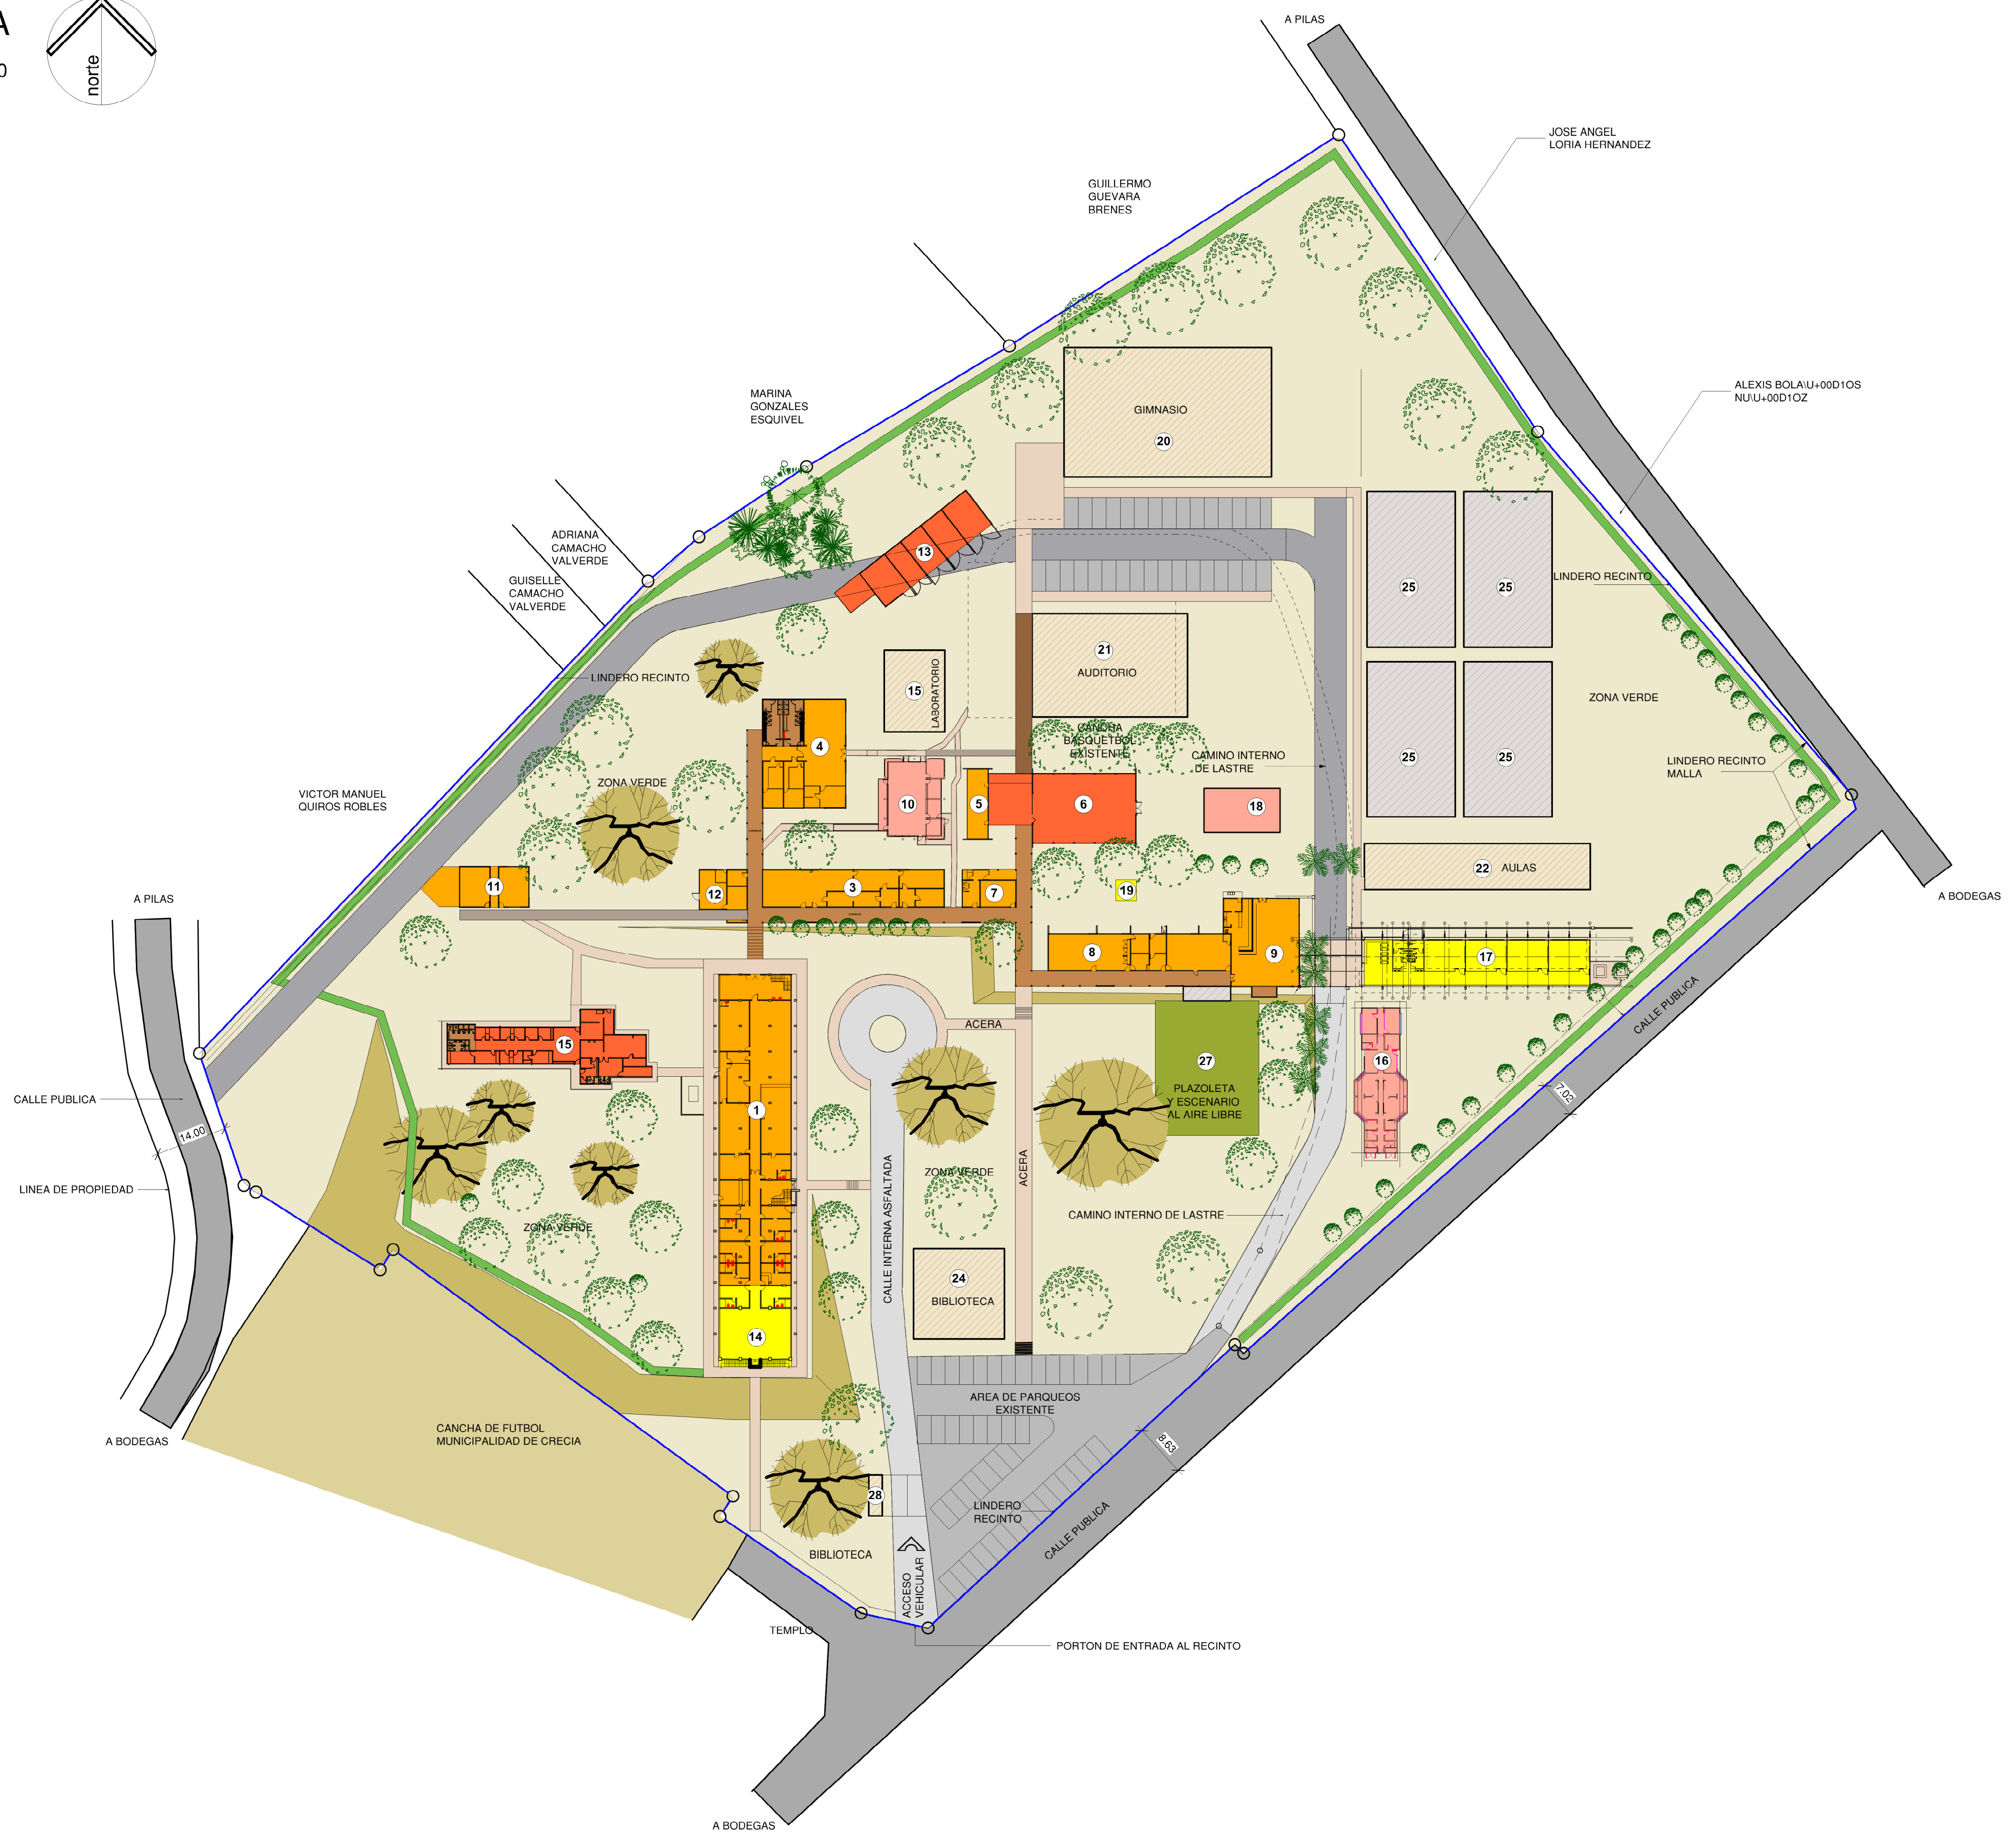 A
0
norte
A PILAS
JOSE ANGEL
LORIA HERNANDEZ
GUILLERMO
GUEVARA
BRENES
ALEXIS BOLA\U+00D1OS
NU\U+00D1OZ
MARINA
GONZALES
ESQUIVEL
GIMNASIO
20
ADRIANA
CAMACHO
VALVERDE
GUISELLE
CAMACHO
VALVERDE
13
25
25
LINDERO RECINTO
21
AUDITORIO
LINDERO RECINTO
15
LABORATORIO
ZONA VERDE
CANCHA
BASQUETBOL
EXISTENTE
4
CAMINO INTERNO
DE LASTRE
25
25
LINDERO RECINTO
MALLA
ZONA VERDE
VICTOR MANUEL
QUIROS ROBLES
10
5
6
18
22
AULAS
11
12
3
7
19
A PILAS
A BODEGAS
8
9
17
CALLE PUBLICA
ACERA
15
27
PLAZOLETA
Y ESCENARIO
AL AIRE LIBRE
16
7.02
CALLE PUBLICA
14.00
1
LINEA DE PROPIEDAD
ZONA VERDE
ACERA
CALLE INTERNA ASFALTADA
CAMINO INTERNO DE LASTRE
ZONA VERDE
24
BIBLIOTECA
14
AREA DE PARQUEOS
EXISTENTE
CANCHA DE FUTBOL
MUNICIPALIDAD DE CRECIA
A BODEGAS
8.63
28
LINDERO
RECINTO
CALLE PUBLICA
BIBLIOTECA
ACCESO
VEHICULAR
TEMPLO
PORTON DE ENTRADA AL RECINTO
A BODEGAS